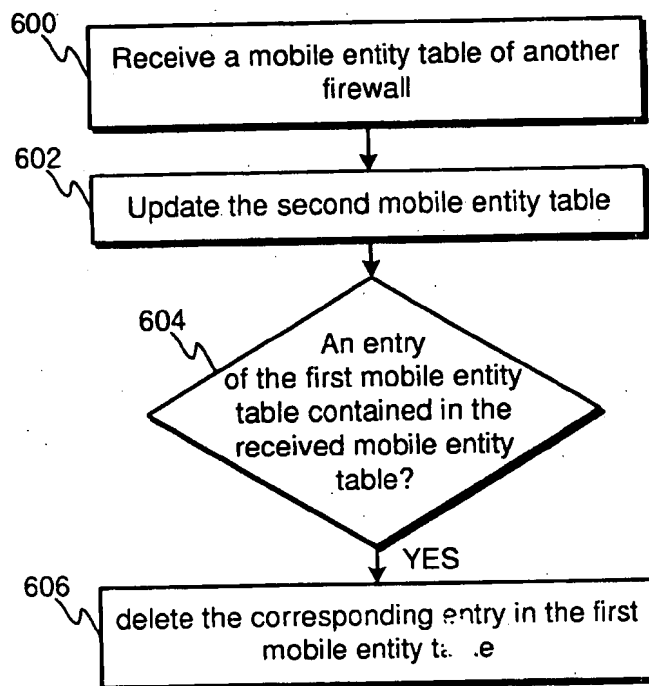 600
Receive a mobile entity table of another
firewall
602
Update the second mobile entity table
604
An entry
of the first mobile entity
table contained in the
received mobile entity
table?
YES
606
delete the corresponding entry in the first
mobile entity